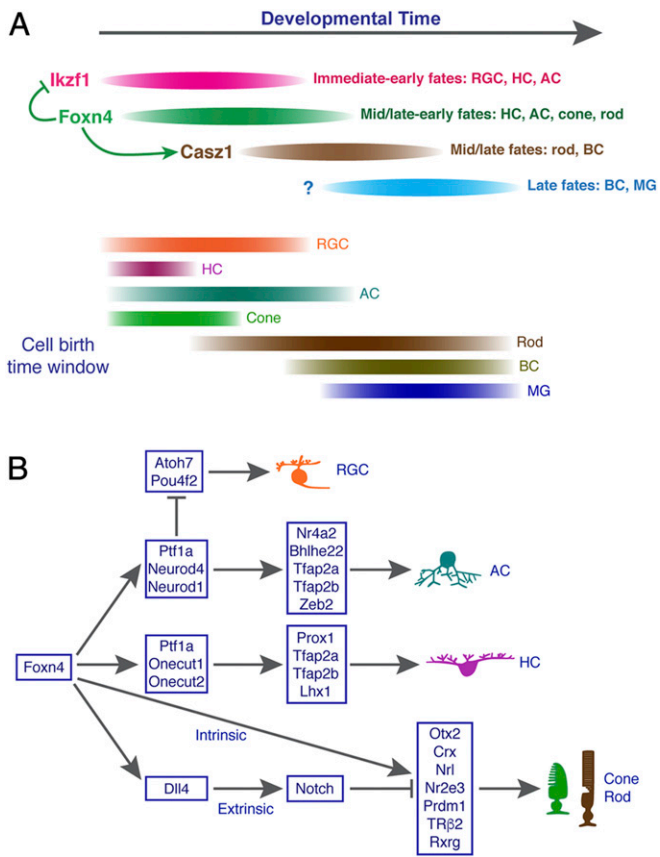 A
Developmental Time
Ikzf1
Immediate-early fates: RGC, HC, AC
Foxn4
Mid/late-early fates: HC, AC, cone, rod
Casz1
Mid/late fates: rod, BC
?
Late fates: BC, MG
RGC
HC
AC
Cone
Cell birth
time window
Rod
BC
MG
B
Atoh7
Pou4f2
RGC
Ptf1a
Neurod4
Neurod1
Nr4a2
Bhlhe22
Tfap2a
Tfap2b
Zeb2
AC
Foxn4
Ptf1a
Onecut1
Onecut2
Prox1
Tfap2a
Tfap2b
Lhx1
HC
Intrinsic
Dll4
Extrinsic
Notch
Otx2
Crx
Nrl
Nr2e3
Prdm1
TRβ2
Rxrg
Cone
Rod